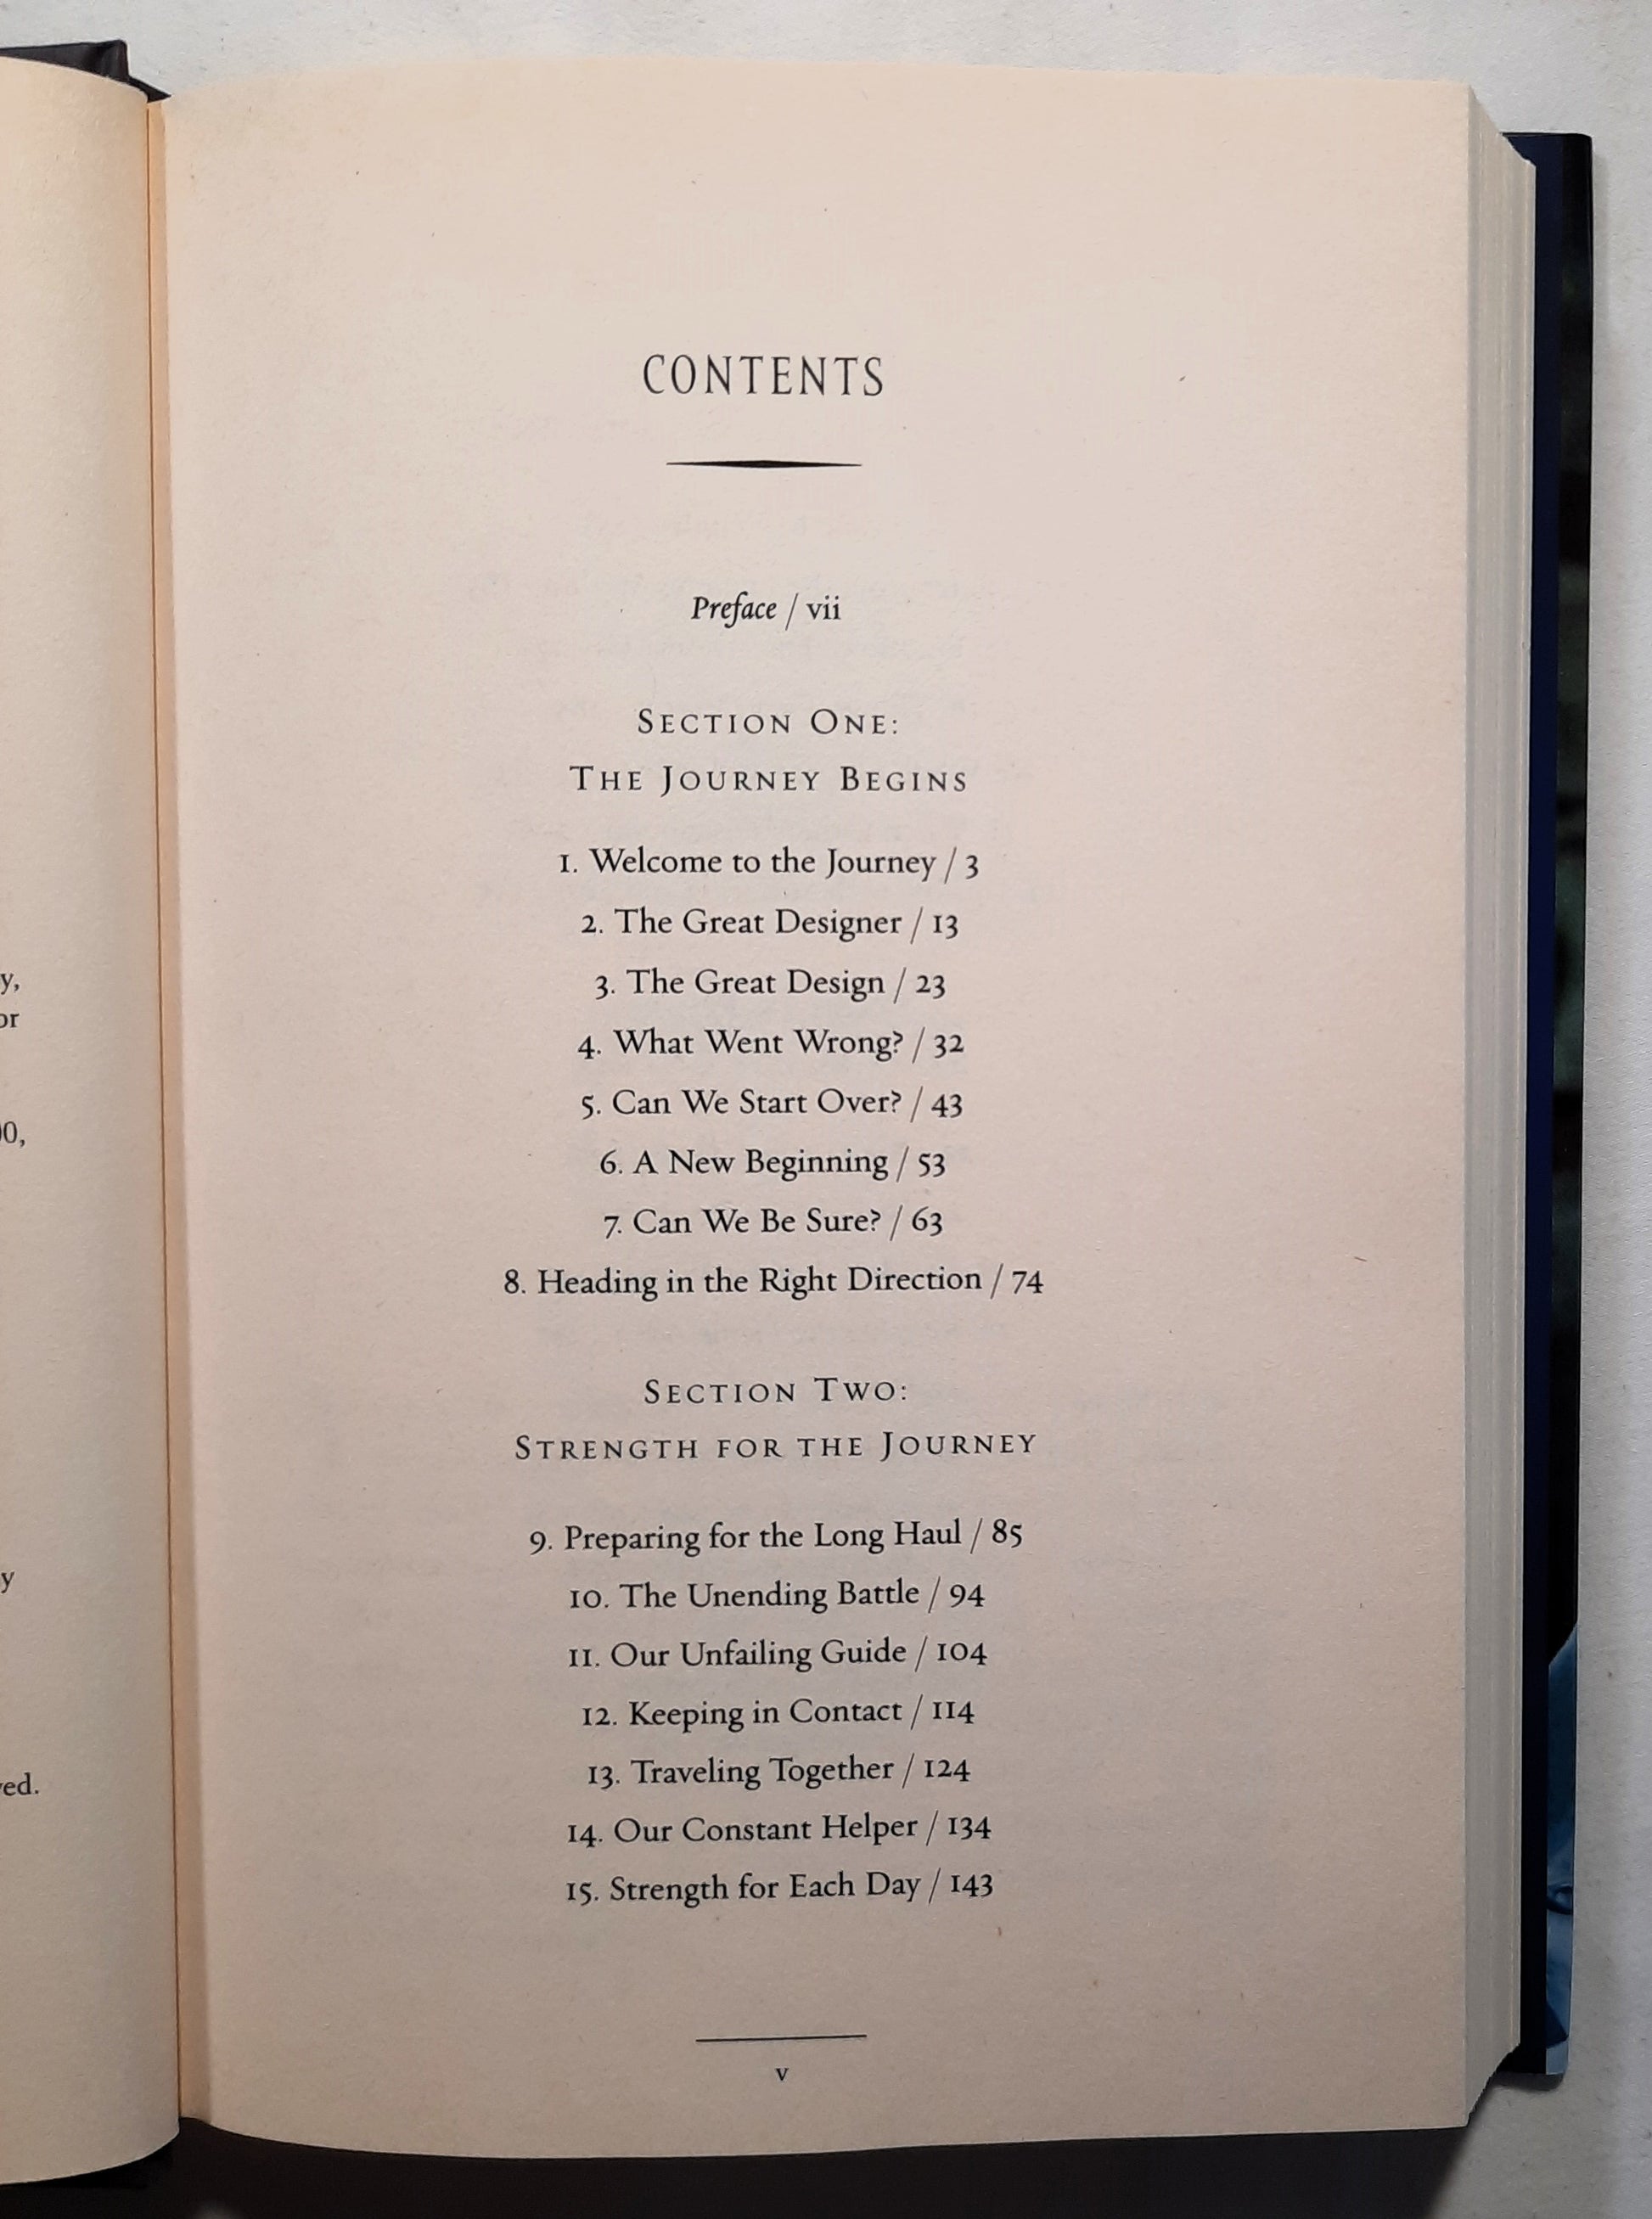 y,
or
00,
y
ved.
CONTENTS
Preface / vii
SECTION ONE:
THE JOURNEY BEGINS
1. Welcome to the Journey / 3
2. The Great Designer / 13
3. The Great Design / 23
4. What Went Wrong? / 32
5. Can We Start Over? / 43
6. A New Beginning / 53
7. Can We Be Sure? / 63
8. Heading in the Right Direction / 74
SECTION TWO:
STRENGTH FOR THE JOURNEY
9. Preparing for the Long Haul / 85
10. The Unending Battle / 94
11. Our Unfailing Guide / 104
12. Keeping in Contact / 114
13. Traveling Together / 124
14. Our Constant Helper / 134
15. Strength for Each Day / 143
v